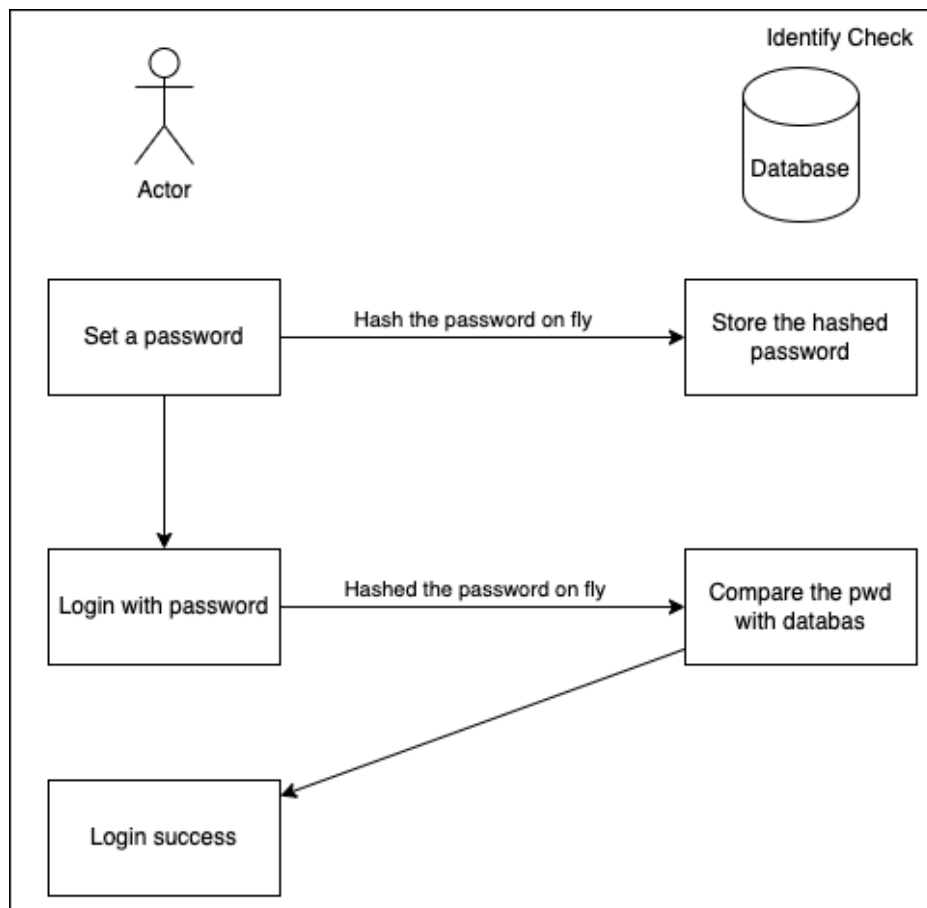 Identify Check
Database
Actor
Set a password
Hash the password on fly
Store the hashed
password
Login with password
Hashed the password on fly
Compare the pwd
with databas
Login success